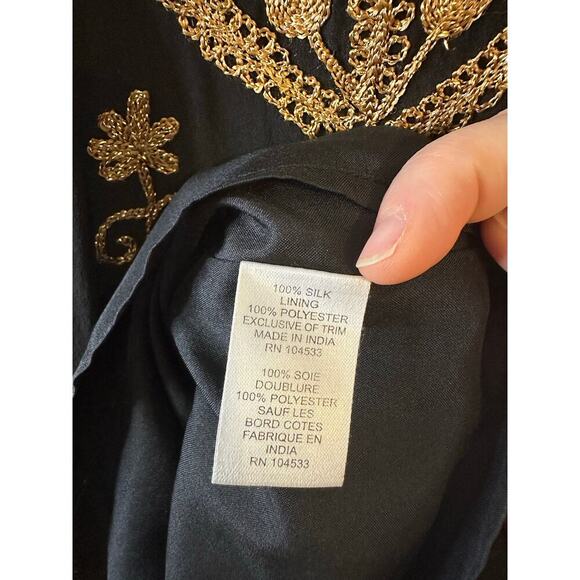 100% SILK
LINING
100% POLYESTER
EXCLUSIVE OF TRIM
MADE IN INDIA
RN 104533
100% SOIE
DOUBLURE
100% POLYESTER
SAUF LES
BORD COTES
FABRIQUE EN
INDIA
RN 104533